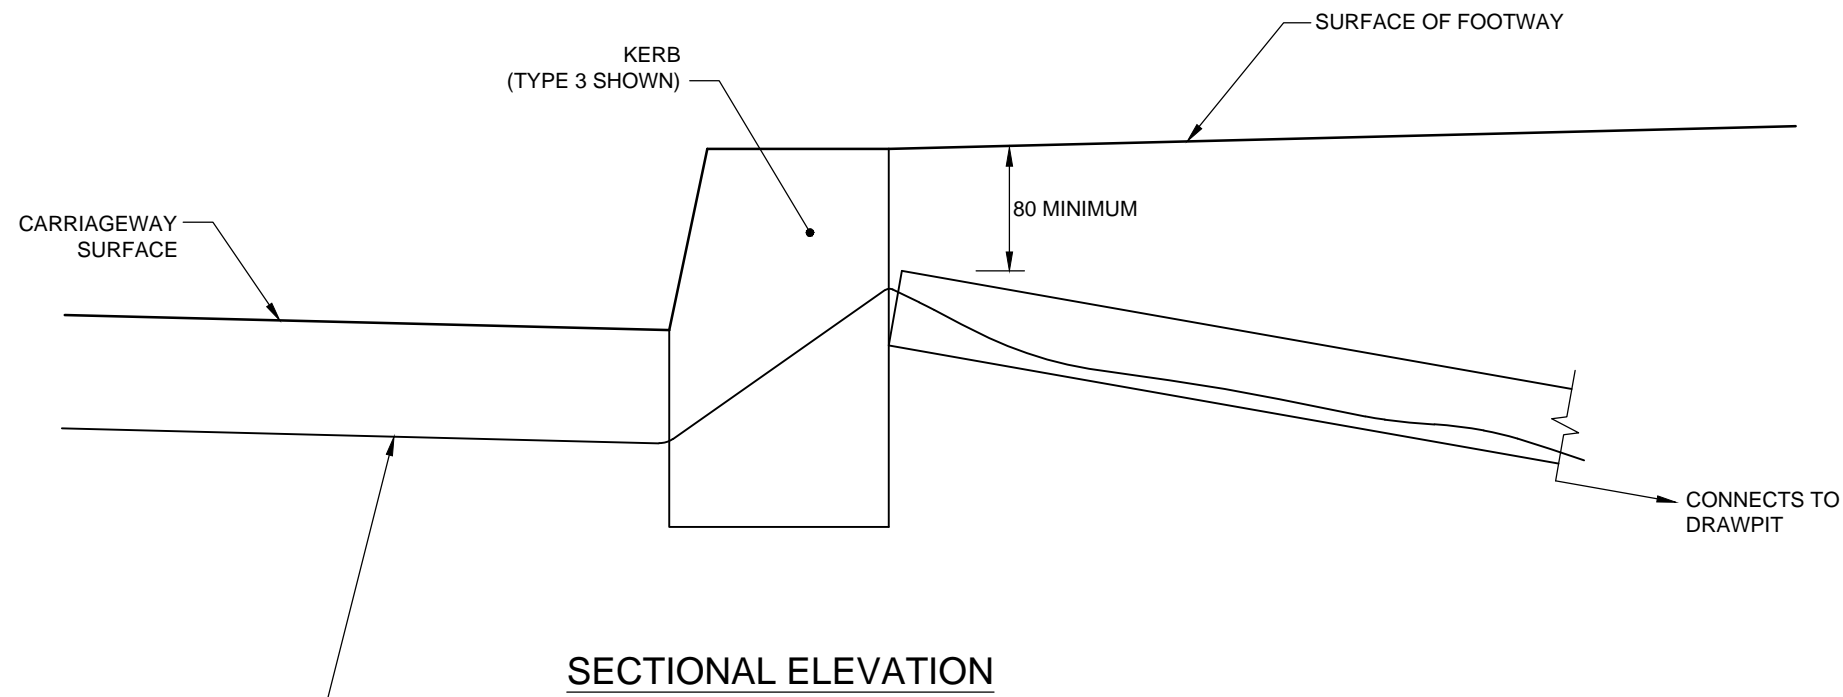 SURFACE OF FOOTWAY
KERB
(TYPE 3 SHOWN)
80 MINIMUM
CARRIAGEWAY
SURFACE
CONNECTS TO
DRAWPIT
SECTIONAL ELEVATION